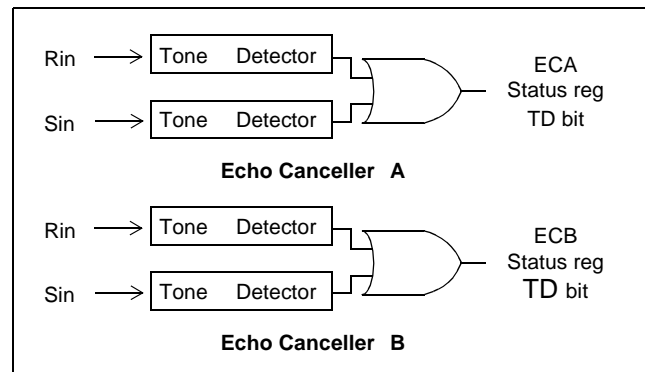 Rin
Tone Detector
Sin
Tone Detector
ECA
Status reg
TD bit
Echo Canceller A
Rin
Tone Detector
Sin
Tone Detector
ECB
Status reg
TD bit
Echo Canceller B